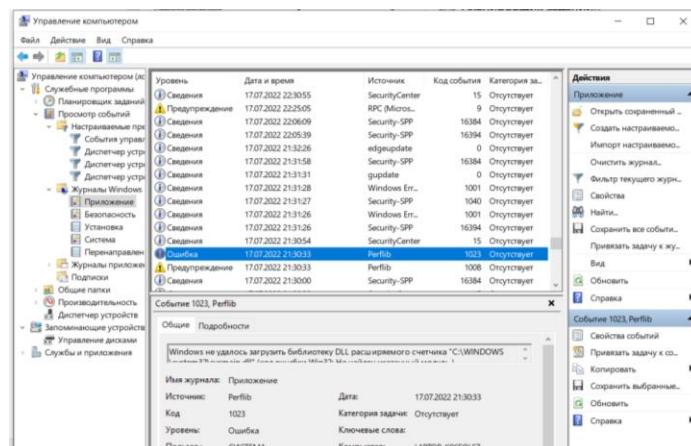 Управление компьютером
Файл Действие Вид Справка
Управление компьютером (лс
Служебные программы
Планировщик заданий
Просмотр событий
Настраиваемые пре
События управл
Диспетчер устр
Диспетчер устр
Диспетчер устр
Журналы Windows
Приложение
Безопасность
Установка
Система
Перенаправлен
Журналы приложе
Подписки
Общие папки
Производительность
Диспетчер устройств
Запоминающие устройств
Управление дисками
Службы и приложения
Уровень Дата и время Источник Код события Категория за...
Сведения 17.07.2022 22:30:55 SecurityCenter 15 Отсутствует
Предупреждение 17.07.2022 22:25:05 RPC (Micros... 9 Отсутствует
Сведения 17.07.2022 22:06:09 Security-SPP 16384 Отсутствует
Сведения 17.07.2022 22:05:39 Security-SPP 16394 Отсутствует
Сведения 17.07.2022 21:32:26 edgeupdate 0 Отсутствует
Сведения 17.07.2022 21:31:58 Security-SPP 16384 Отсутствует
Сведения 17.07.2022 21:31:31 gupdate 0 Отсутствует
Сведения 17.07.2022 21:31:28 Windows Err... 1001 Отсутствует
Сведения 17.07.2022 21:31:27 Security-SPP 1040 Отсутствует
Сведения 17.07.2022 21:31:26 Windows Err... 1001 Отсутствует
Сведения 17.07.2022 21:31:26 Security-SPP 16394 Отсутствует
Сведения 17.07.2022 21:30:54 SecurityCenter 15 Отсутствует
Ошибка 17.07.2022 21:30:33 Perflib 1023 Отсутствует
Предупреждение 17.07.2022 21:30:33 Perflib 1008 Отсутствует
Сведения 17.07.2022 21:30:00 Security-SPP 16384 Отсутствует
Событие 1023, Perflib
Общие Подробности
Windows не удалось загрузить библиотеку DLL расширяемого счетчика "C:\WINDOWS
Имя журнала: Приложение
Источник: Perflib Дата: 17.07.2022 21:30:33
Код 1023 Категория задачи: Отсутствует
Уровень: Ошибка Ключевые слова:
Действия
Приложение
Открыть сохраненный ...
Создать настраиваемо...
Импорт настраиваемо...
Очистить журнал...
Фильтр текущего журн...
Свойства
Найти...
Сохранить все событи...
Привязать задачу к жу...
Вид
Обновить
Справка
Событие 1023, Perflib
Свойства событий
Привязать задачу к со...
Копировать
Сохранить выбранные...
Обновить
Справка